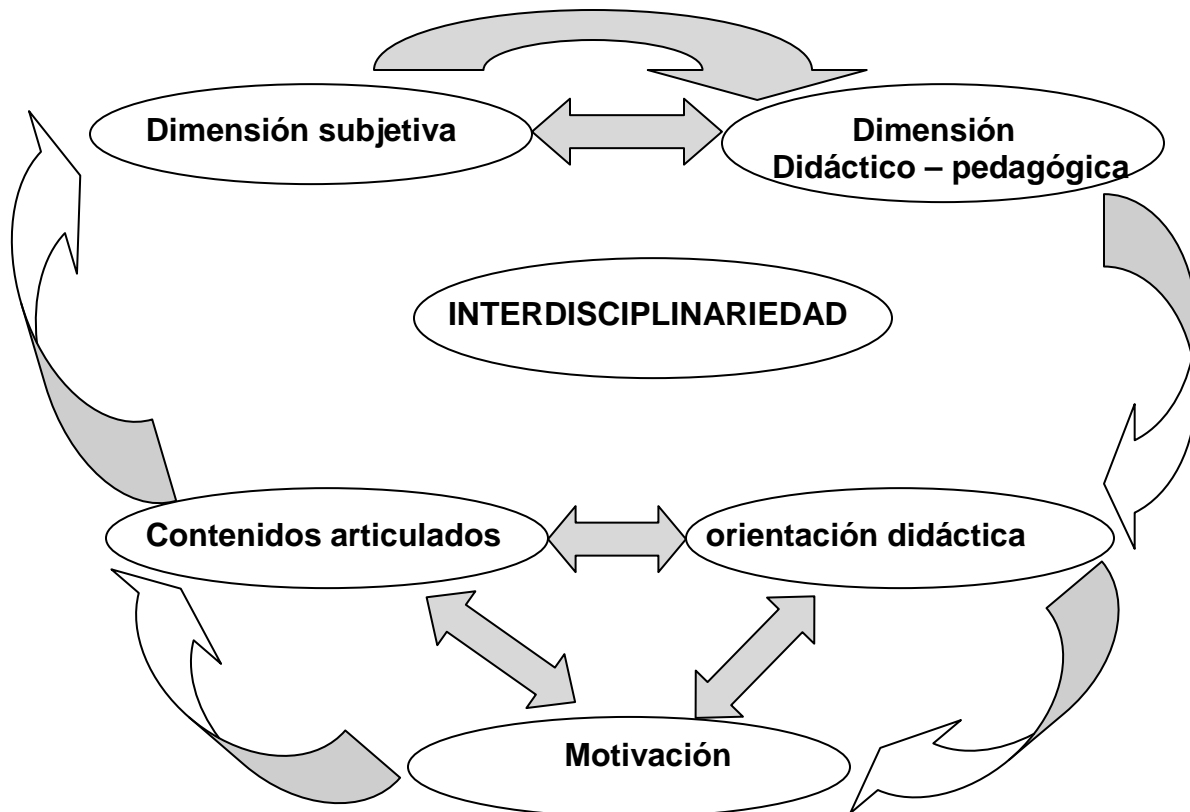 Dimensión subjetiva
Dimensión
Didáctico – pedagógica
INTERDISCIPLINARIEDAD
Contenidos articulados
orientación didáctica
Motivación